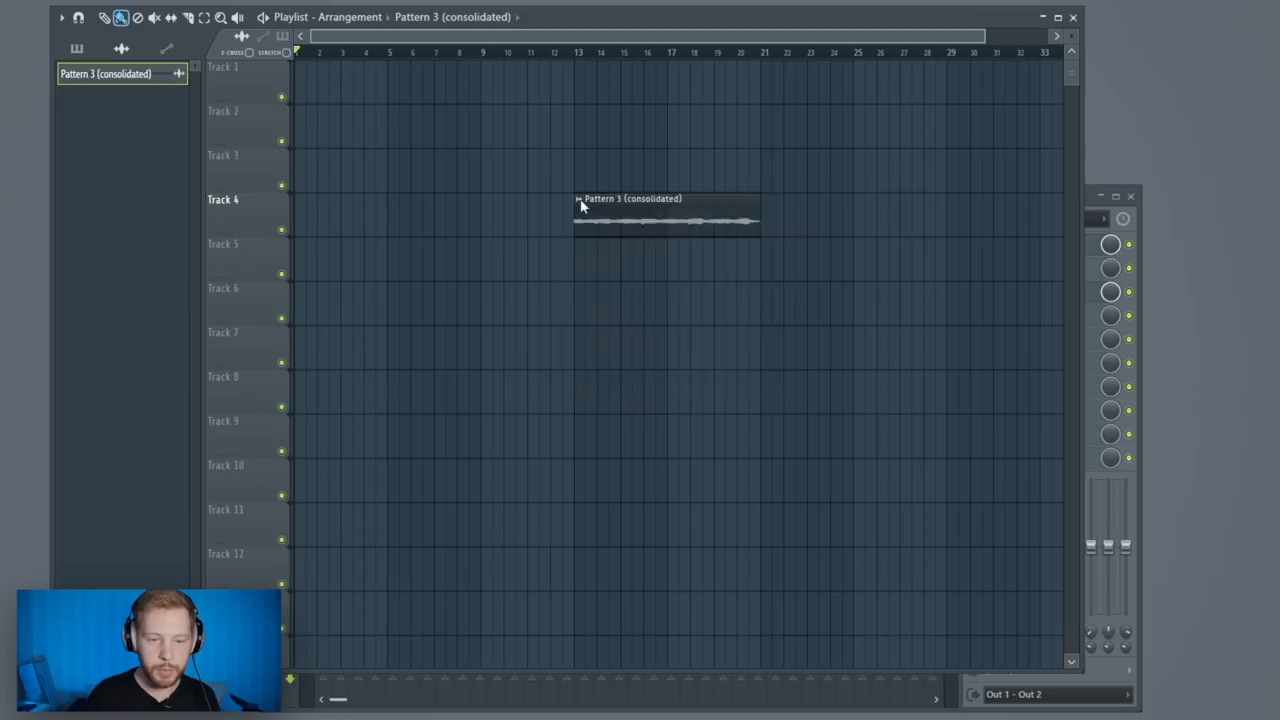 Playlist - Arrangement › Pattern 3 (consolidated) ›
Z-CROSS STRETCH
2 3 4 5 6 7 8 9 10 11 12 13 14 15 16 17 18 19 20 21 22 23 24 25 26 27 28 29 30 31 32 33
Pattern 3 (consolidated)
Track 1
Track 2
Track 3
Track 4
Pattern 3 (consolidated)
Track 5
Track 6
Track 7
Track 8
Track 9
Track 10
Track 11
Track 12
Out 1 - Out 2